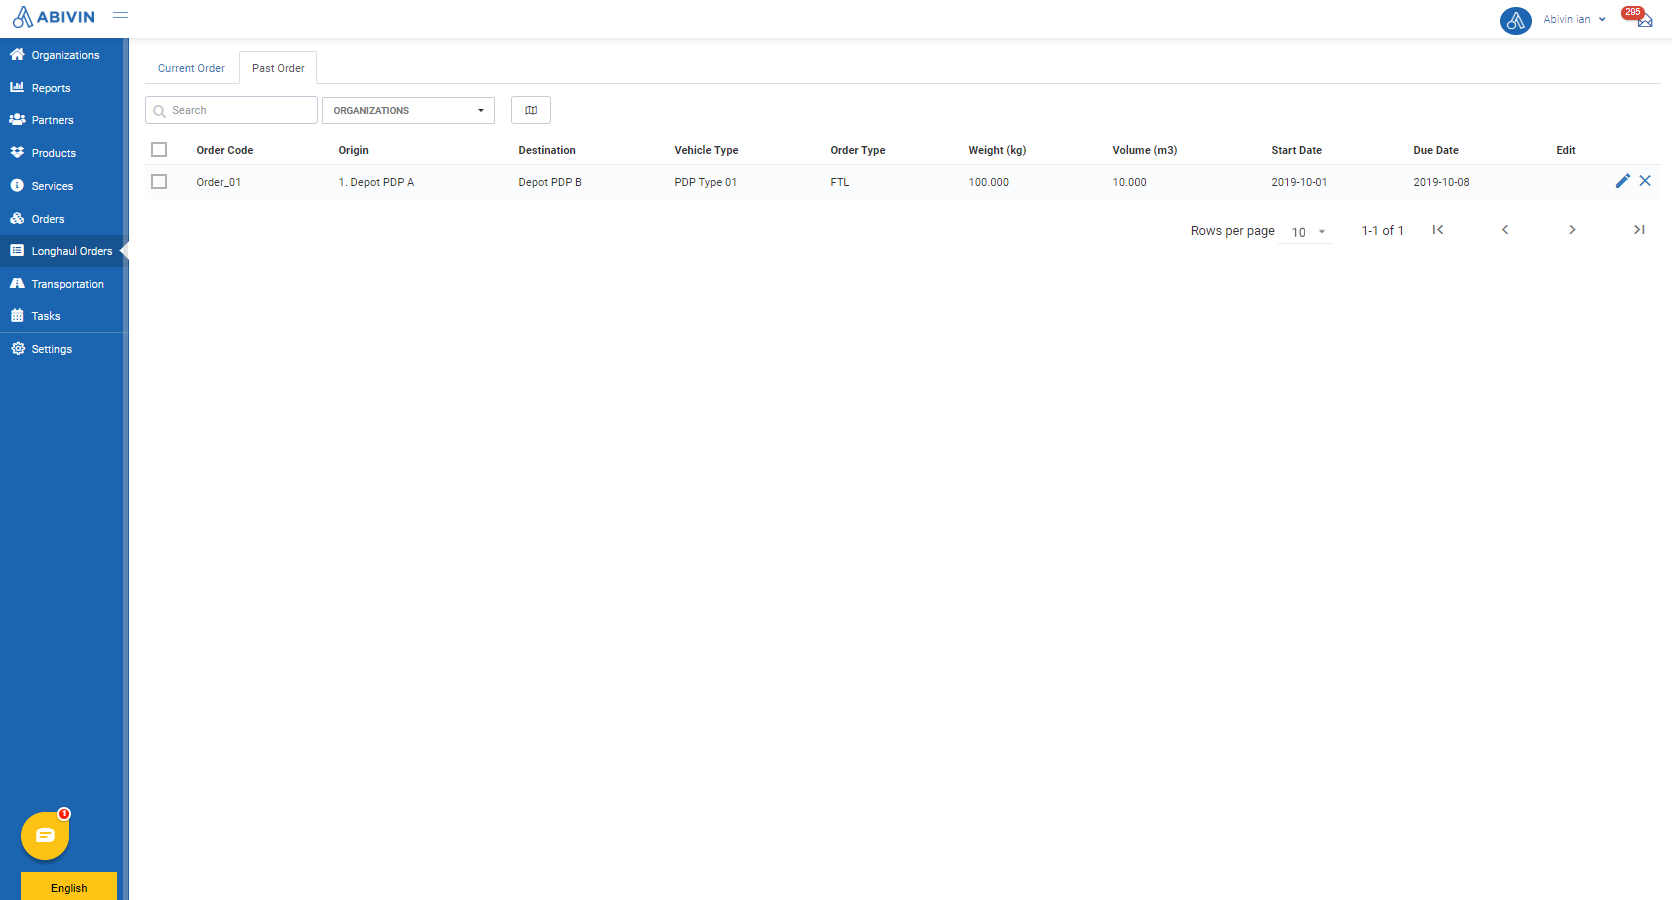 ABIVIN
Abivin ian
295
Organizations
Reports
Partners
Products
Services
Orders
Longhaul Orders
Transportation
Tasks
Settings
1
English
Current Order
Past Order
Search
ORGANIZATIONS
Order Code Origin Destination Vehicle Type Order Type Weight (kg) Volume (m3) Start Date Due Date Edit
Order_01 1. Depot PDP A Depot PDP B PDP Type 01 FTL 100.000 10.000 2019-10-01 2019-10-08
Rows per page 10 1-1 of 1